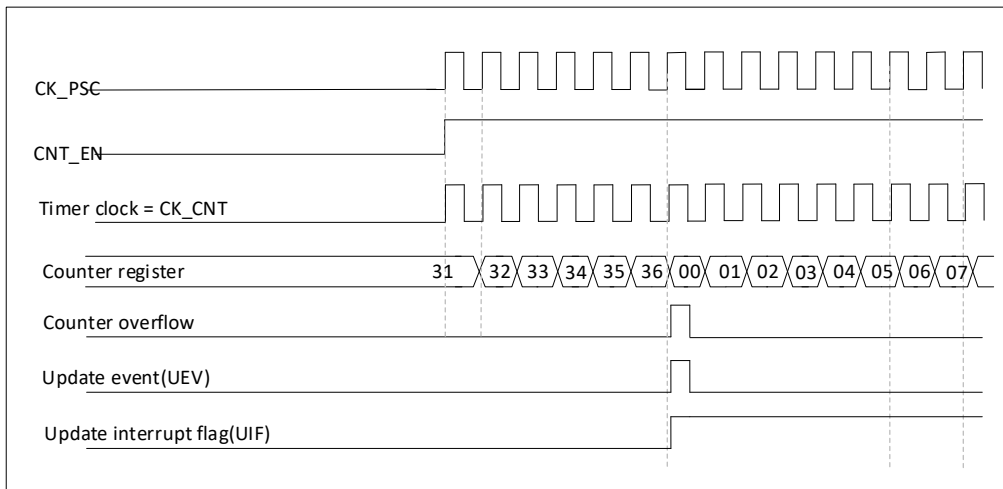 CK_PSC
CNT_EN
Timer clock = CK_CNT
Counter register 31 32 33 34 35 36 00 01 02 03 04 05 06 07
Counter overflow
Update event(UEV)
Update interrupt flag(UIF)